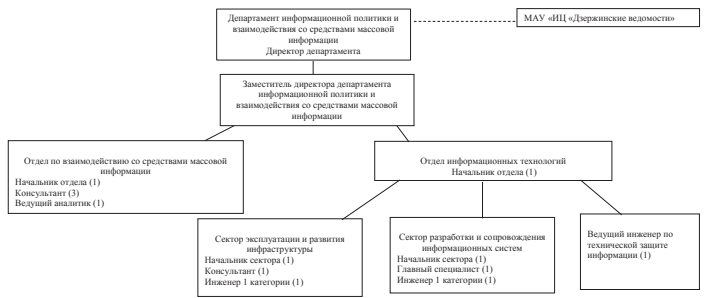 Департамент информационной политики и
взаимодействия со средствами массовой
информации
Директор департамента
МАУ «ИЦ «Дзержинские ведомости»
Заместитель директора департамента
информационной политики и
взаимодействия со средствами массовой
информации
Отдел по взаимодействию со средствами массовой
информации
Начальник отдела (1)
Консультант (3)
Ведущий аналитик (1)
Отдел информационных технологий
Начальник отдела (1)
Сектор эксплуатации и развития
инфраструктуры
Начальник сектора (1)
Консультант (1)
Инженер 1 категории (1)
Сектор разработки и сопровождения
информационных систем
Начальник сектора (1)
Главный специалист (1)
Инженер 1 категории (1)
Ведущий инженер по
технической защите
информации (1)